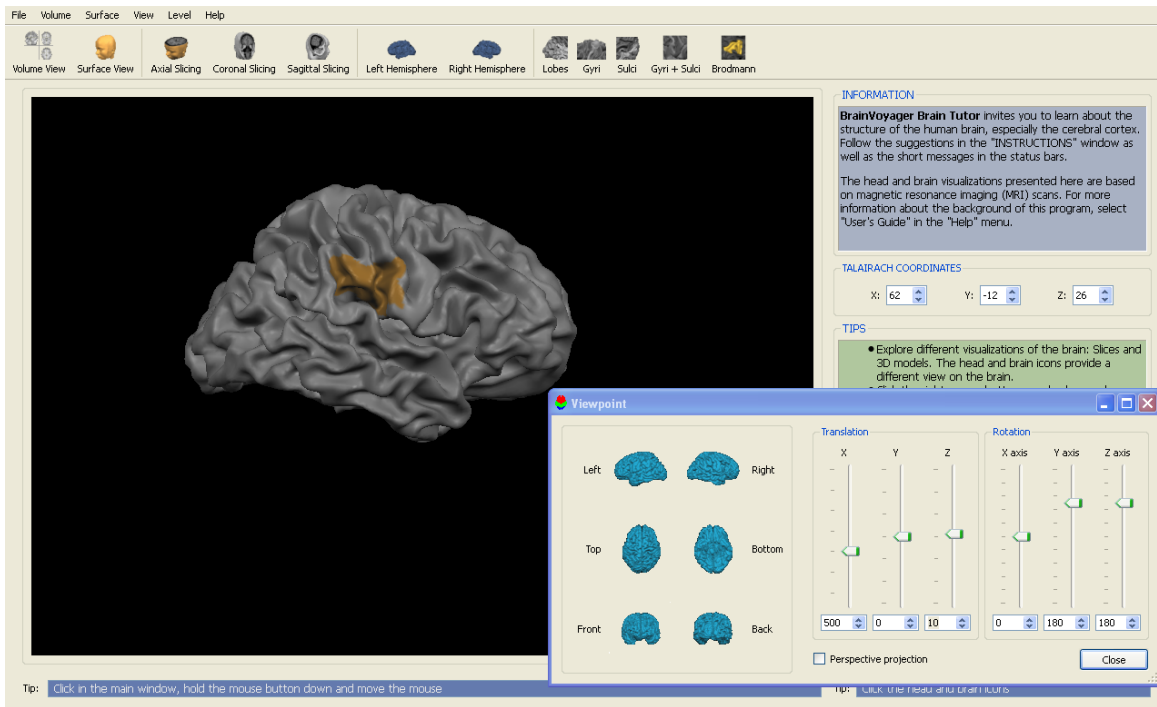 File Volume Surface View Level Help
Volume View Surface View Axial Slicing Coronal Slicing Sagittal Slicing Left Hemisphere Right Hemisphere Lobes Gyri Sulci Gyri + Sulci Brodmann
INFORMATION
BrainVoyager Brain Tutor invites you to learn about the
structure of the human brain, especially the cerebral cortex.
Follow the suggestions in the "INSTRUCTIONS" window as
well as the short messages in the status bars.
The head and brain visualizations presented here are based
on magnetic resonance imaging (MRI) scans. For more
information about the background of this program, select
"User's Guide" in the "Help" menu.
TALAIRACH COORDINATES
X: 62 Y: -12 Z: 26
TIPS
● Explore different visualizations of the brain: Slices and
3D models. The head and brain icons provide a
different view on the brain.
Viewpoint
Translation Rotation
X Y Z X axis Y axis Z axis
Left Right
Top Bottom
Front Back
500 0 10 0 180 180
Perspective projection
Close
Tip: Click in the main window, hold the mouse button down and move the mouse
Tip: Click the head and brain icons